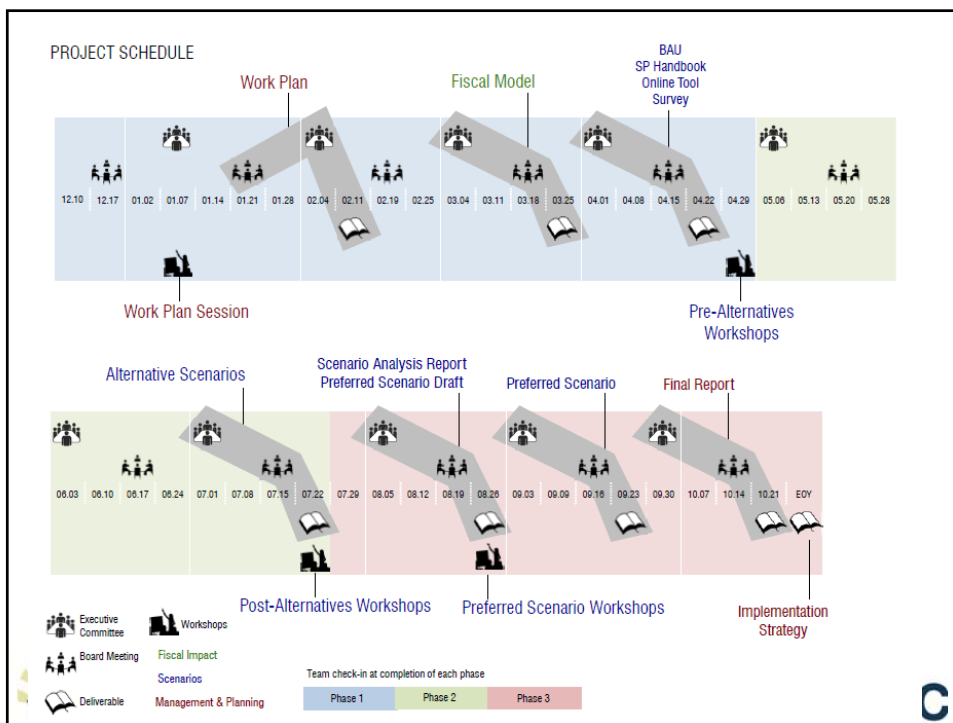 PROJECT SCHEDULE
BAU
SP Handbook
Online Tool
Survey
Work Plan
Fiscal Model
12.10 12.17 01.02 01.07 01.14 01.21 01.28 02.04 02.11 02.19 02.25 03.04 03.11 03.18 03.25 04.01 04.08 04.15 04.22 04.29 05.06 05.13 05.20 05.28
Work Plan Session
Pre-Alternatives
Workshops
Alternative Scenarios
Scenario Analysis Report
Preferred Scenario Draft
Preferred Scenario
Final Report
06.03 06.10 06.17 06.24 07.01 07.08 07.15 07.22 07.29 08.05 08.12 08.19 08.26 09.03 09.09 09.16 09.23 09.30 10.07 10.14 10.21 EOY
Post-Alternatives Workshops
Preferred Scenario Workshops
Implementation
Strategy
Executive
Committee
Workshops
Board Meeting
Fiscal Impact
Scenarios
Deliverable
Management & Planning
Team check-in at completion of each phase
Phase 1 Phase 2 Phase 3
C